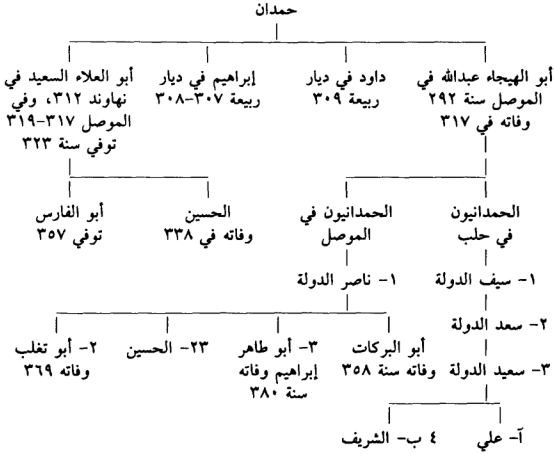 حمدان
أبو الهيجاء عبدالله في
الموصل سنة ٢٩٢
وفاته في ٣١٧
داود في ديار
ربيعة ٣٠٩
إبراهيم في ديار
ربيعة ٣٠٧-٣٠٨
أبو العلاء السعيد في
نهاوند ٣١٢، وفي
الموصل ٣١٧-٣١٩
توفي سنة ٣٢٣
الحمدانيون
في حلب
الحمدانيون في
الموصل
الحسين
وفاته في ٣٣٨
أبو الفارس
توفي ٣٥٧
١- سيف الدولة
١- ناصر الدولة
٢- سعد الدولة
أبو البركات
وفاته سنة ٣٥٨
٣- أبو طاهر
إبراهيم وفاته
سنة ٣٨٠
٢٣- الحسين
٢- أبو تغلب
وفاته ٣٦٩
٣- سعيد الدولة
آ- علي
٤ ب- الشريف